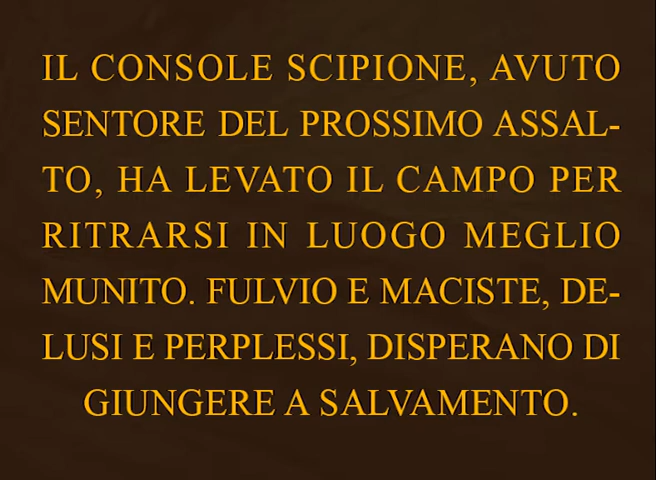 IL CONSOLE SCIPIONE, AVUTO
SENTORE DEL PROSSIMO ASSAL-
TO, HA LEVATO IL CAMPO PER
RITRARSI IN LUOGO MEGLIO
MUNITO. FULVIO E MACISTE, DE-
LUSI E PERPLESSI, DISPERANO DI
GIUNGERE A SALVAMENTO.